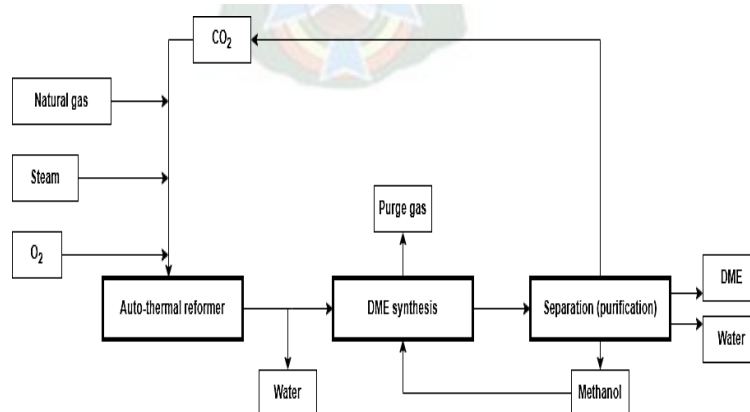 CO₂
Natural gas
Steam
Purge gas
O₂
DME
Auto-thermal reformer
DME synthesis
Separation (purification)
Water
Water
Methanol